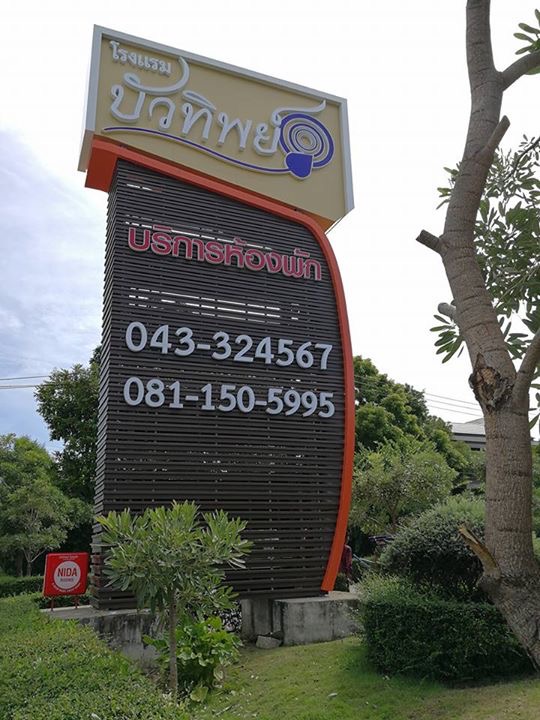 โรงแรม
บัวทิพย์
บริการห้องพัก
043-324567
081-150-5995
NIDA
ROOMS